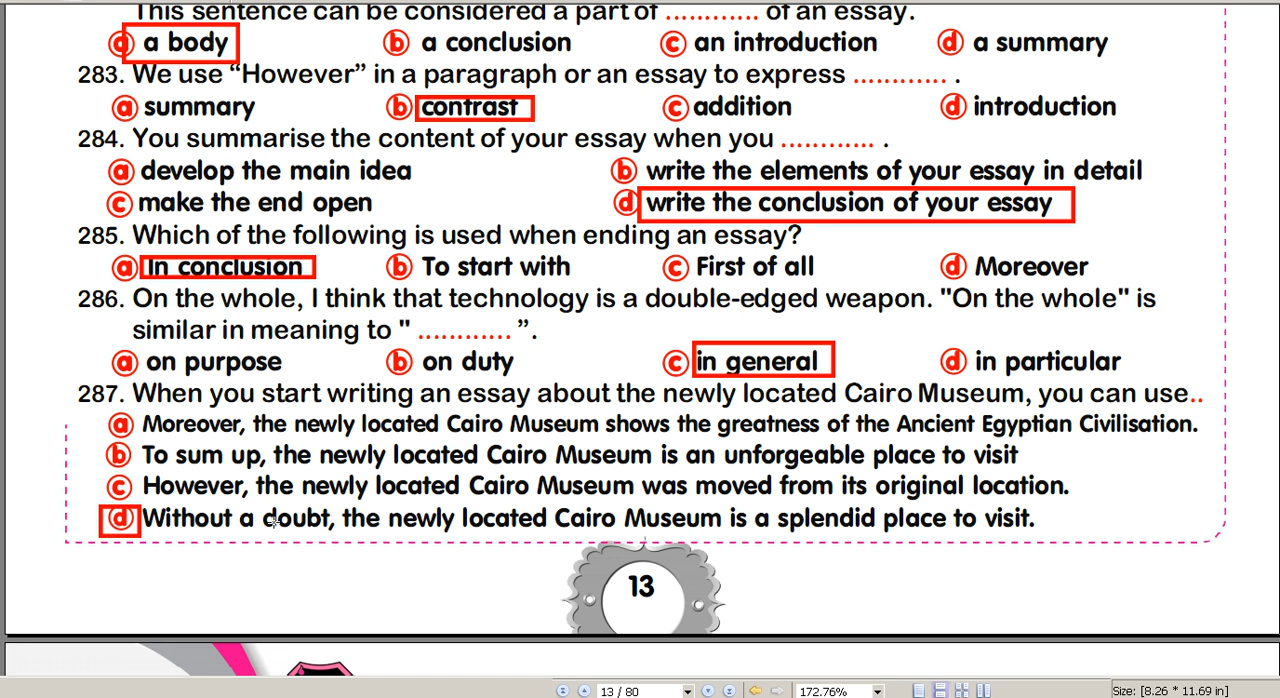 This sentence can be considered a part of ............ of an essay.
a a body b a conclusion c an introduction d a summary
283. We use “However” in a paragraph or an essay to express ............ .
a summary b contrast c addition d introduction
284. You summarise the content of your essay when you ............ .
a develop the main idea b write the elements of your essay in detail
c make the end open d write the conclusion of your essay
285. Which of the following is used when ending an essay?
a In conclusion b To start with c First of all d Moreover
286. On the whole, I think that technology is a double-edged weapon. "On the whole" is
similar in meaning to " ............ ”.
a on purpose b on duty c in general d in particular
287. When you start writing an essay about the newly located Cairo Museum, you can use..
a Moreover, the newly located Cairo Museum shows the greatness of the Ancient Egyptian Civilisation.
b To sum up, the newly located Cairo Museum is an unforgeable place to visit
c However, the newly located Cairo Museum was moved from its original location.
d Without a doubt, the newly located Cairo Museum is a splendid place to visit.
13
13 / 80 172.76% Size: [8.26 * 11.69 in]